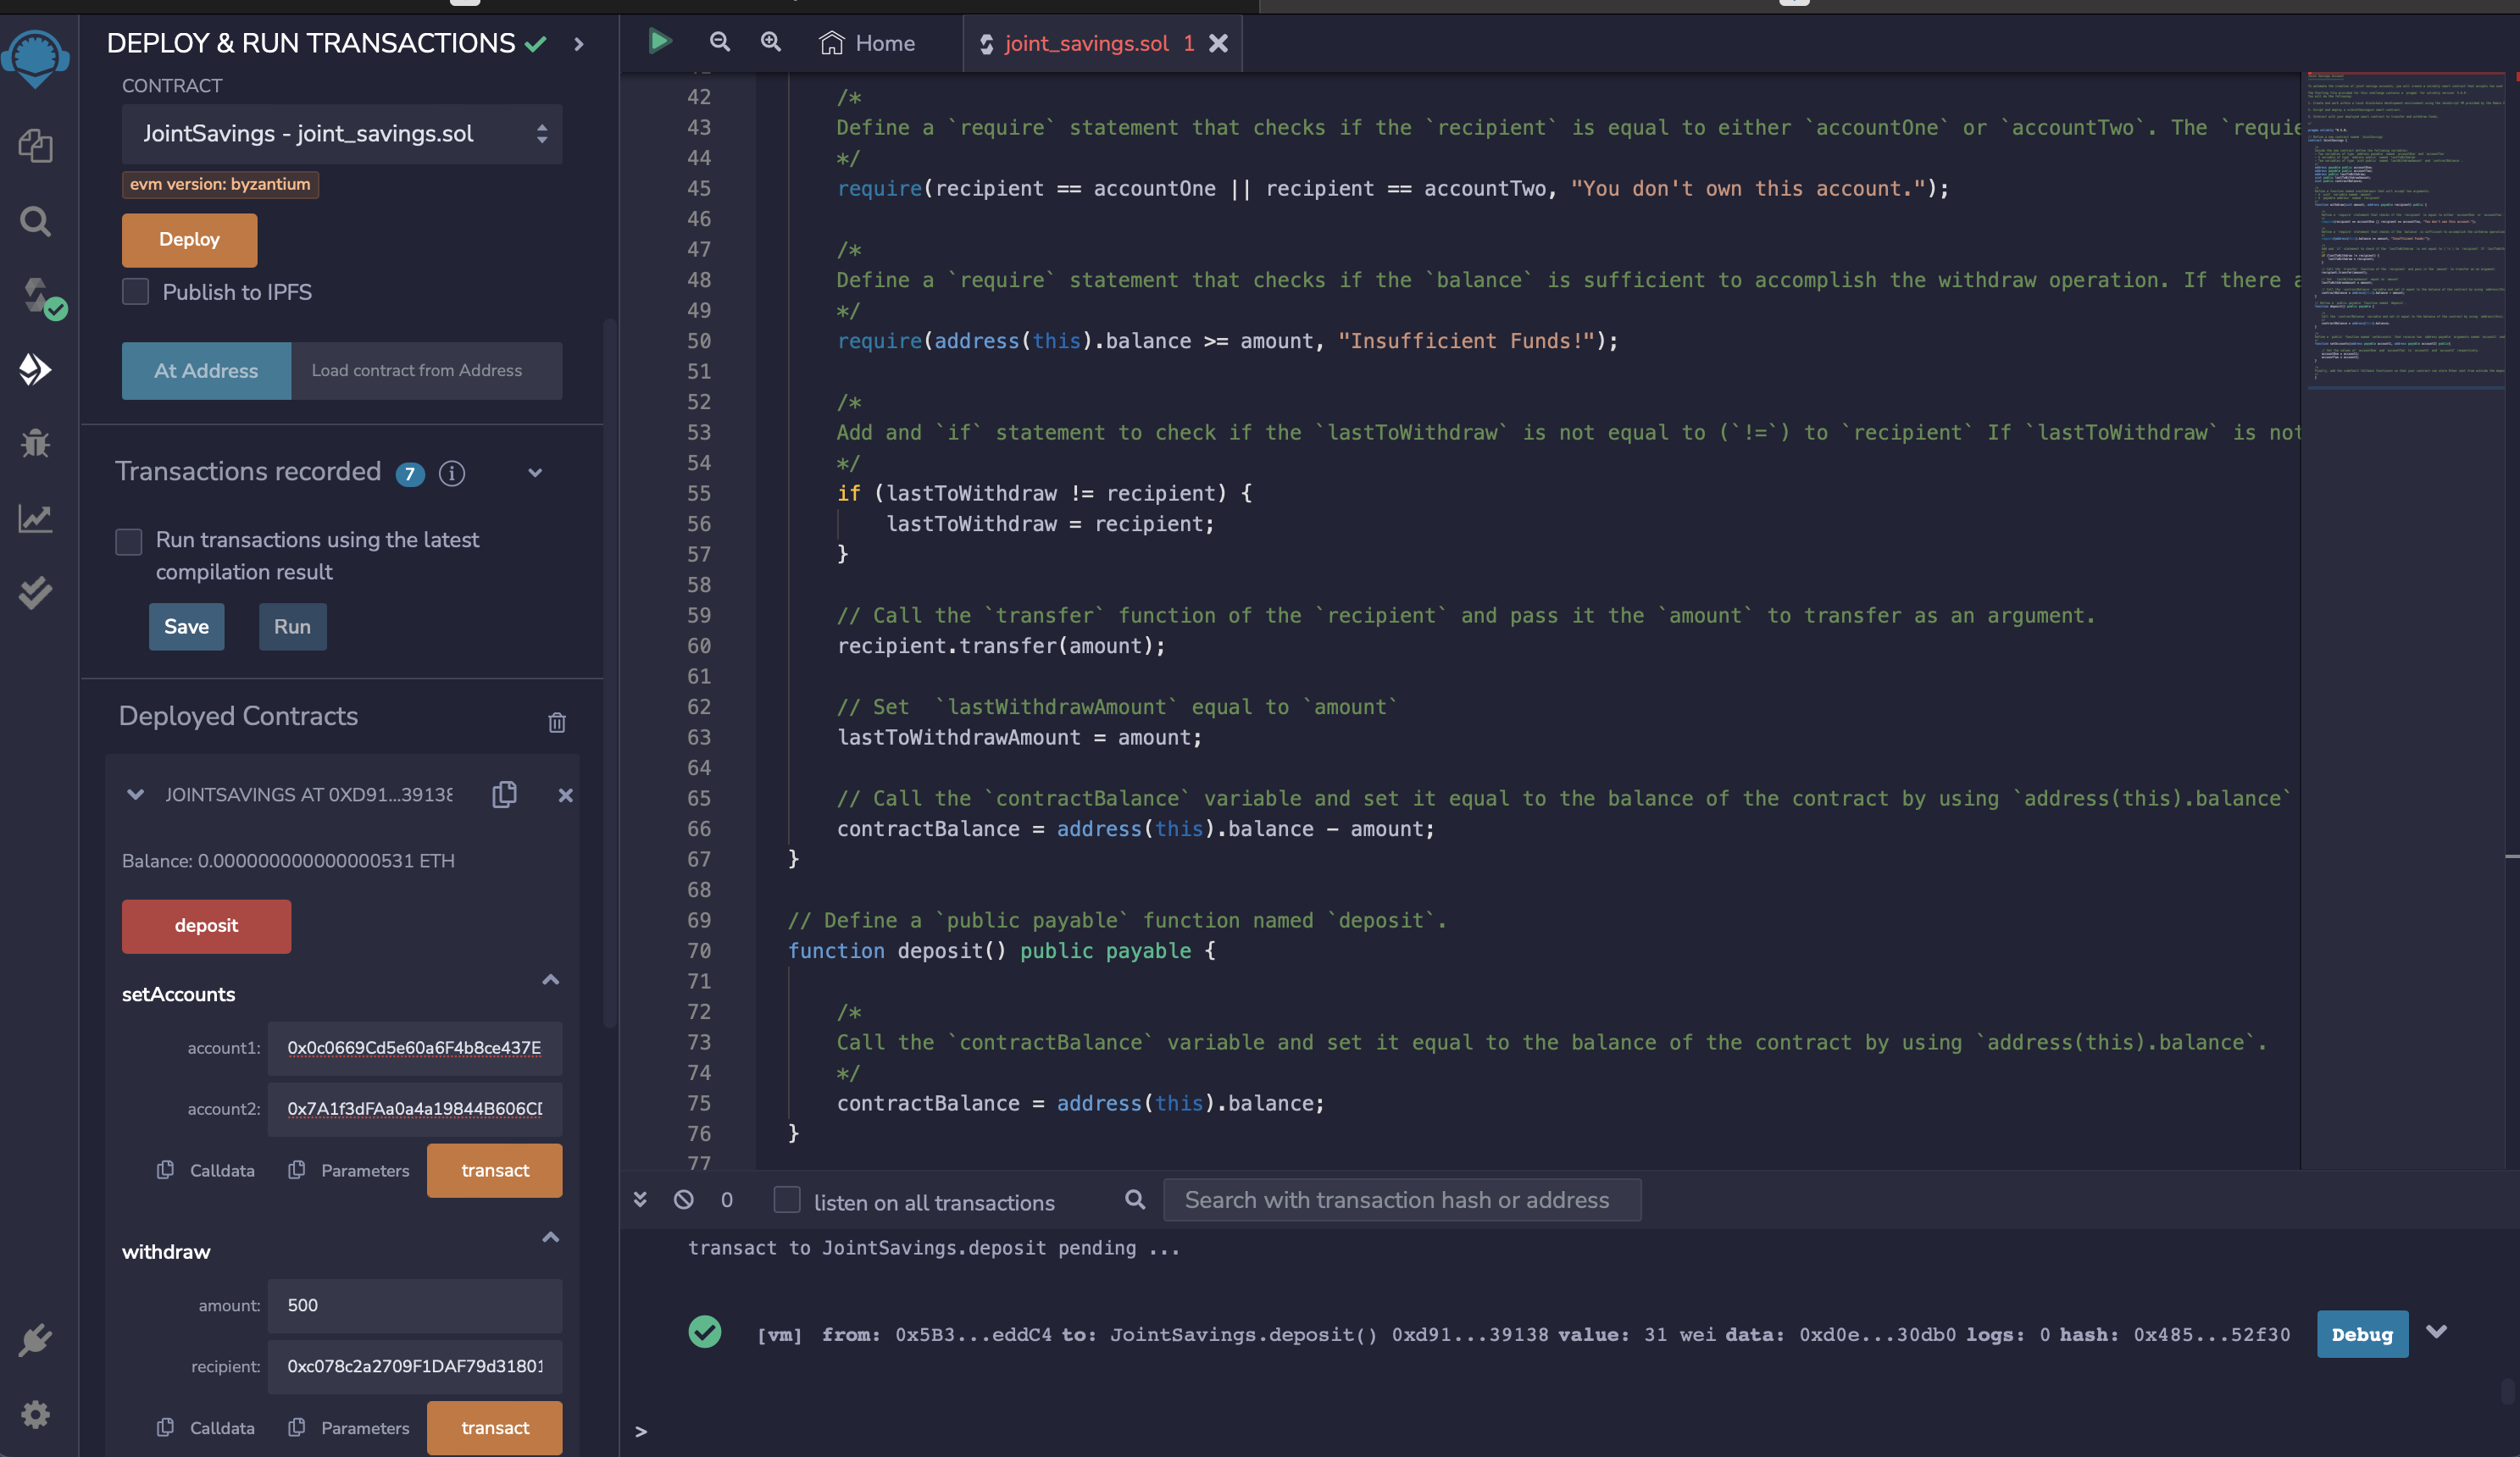 DEPLOY & RUN TRANSACTIONS
CONTRACT
JointSavings - joint_savings.sol
evm version: byzantium
Deploy
Publish to IPFS
At Address
Load contract from Address
Transactions recorded 7 i
Run transactions using the latest
compilation result
Save
Run
Deployed Contracts
JOINTSAVINGS AT 0XD91...39138
Balance: 0.000000000000000531 ETH
deposit
setAccounts
account1: 0x0c0669Cd5e60a6F4b8ce437E
account2: 0x7A1f3dFAa0a4a19844B606CD
Calldata Parameters transact
withdraw
amount: 500
recipient: 0xc078c2a2709F1DAF79d31801
Calldata Parameters transact
Home
joint_savings.sol 1
42 /*
43 Define a `require` statement that checks if the `recipient` is equal to either `accountOne` or `accountTwo`. The `requie
44 */
45 require(recipient == accountOne || recipient == accountTwo, "You don't own this account.");
46
47 /*
48 Define a `require` statement that checks if the `balance` is sufficient to accomplish the withdraw operation. If there a
49 */
50 require(address(this).balance >= amount, "Insufficient Funds!");
51
52 /*
53 Add and `if` statement to check if the `lastToWithdraw` is not equal to (`!=`) to `recipient` If `lastToWithdraw` is not
54 */
55 if (lastToWithdraw != recipient) {
56 lastToWithdraw = recipient;
57 }
58
59 // Call the `transfer` function of the `recipient` and pass it the `amount` to transfer as an argument.
60 recipient.transfer(amount);
61
62 // Set  `lastWithdrawAmount` equal to `amount`
63 lastToWithdrawAmount = amount;
64
65 // Call the `contractBalance` variable and set it equal to the balance of the contract by using `address(this).balance`
66 contractBalance = address(this).balance - amount;
67 }
68
69 // Define a `public payable` function named `deposit`.
70 function deposit() public payable {
71
72 /*
73 Call the `contractBalance` variable and set it equal to the balance of the contract by using `address(this).balance`.
74 */
75 contractBalance = address(this).balance;
76 }
77
0
listen on all transactions
Search with transaction hash or address
transact to JointSavings.deposit pending ...
[vm] from: 0x5B3...eddC4 to: JointSavings.deposit() 0xd91...39138 value: 31 wei data: 0xd0e...30db0 logs: 0 hash: 0x485...52f30
Debug
>